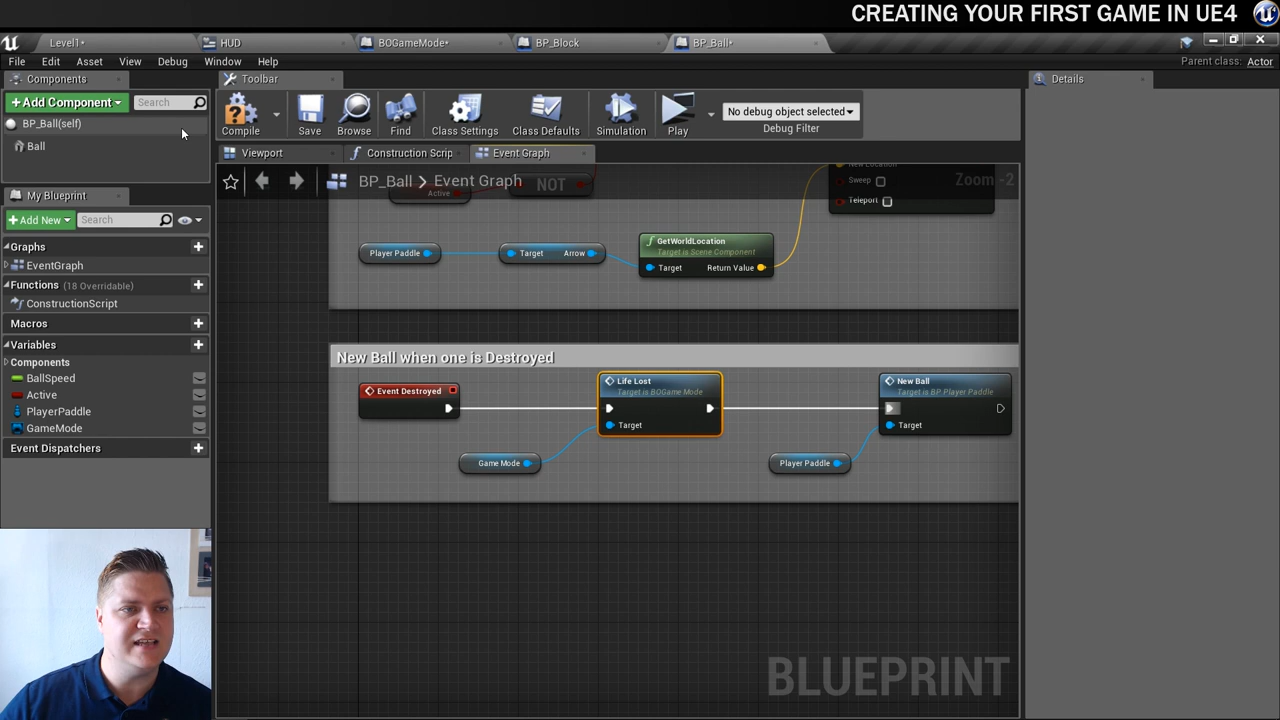 CREATING YOUR FIRST GAME IN UE4
Level1*
HUD
BOGameMode*
BP_Block
BP_Ball*
File
Edit
Asset
View
Debug
Window
Help
Parent class: Actor
Components
Toolbar
Details
+Add Component
Search
Compile
Save
Browse
Find
Class Settings
Class Defaults
Simulation
Play
No debug object selected
Debug Filter
BP_Ball(self)
Ball
Viewport
Construction Scrip
Event Graph
BP_Ball > Event Graph
Zoom -2
My Blueprint
+Add New
Search
Graphs
EventGraph
Functions (18 Overridable)
ConstructionScript
Macros
Variables
Components
BallSpeed
Active
PlayerPaddle
GameMode
Event Dispatchers
Active
NOT
New Location
Sweep
Teleport
Player Paddle
Target
Arrow
GetWorldLocation
Target is Scene Component
Target
Return Value
New Ball when one is Destroyed
Event Destroyed
Life Lost
Target is BOGame Mode
Target
Game Mode
New Ball
Target is BP Player Paddle
Target
Player Paddle
BLUEPRINT